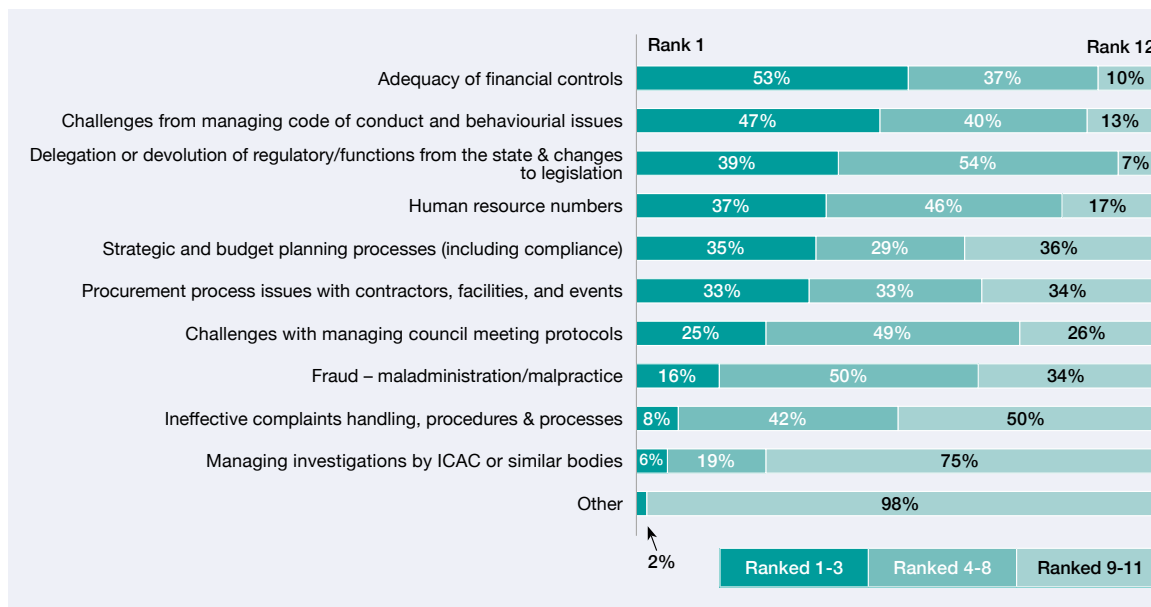 Rank 1 Rank 12
Adequacy of financial controls 53% 37% 10%
Challenges from managing code of conduct and behaviourial issues 47% 40% 13%
Delegation or devolution of regulatory/functions from the state & changes
to legislation 39% 54% 7%
Human resource numbers 37% 46% 17%
Strategic and budget planning processes (including compliance) 35% 29% 36%
Procurement process issues with contractors, facilities, and events 33% 33% 34%
Challenges with managing council meeting protocols 25% 49% 26%
Fraud – maladministration/malpractice 16% 50% 34%
Ineffective complaints handling, procedures & processes 8% 42% 50%
Managing investigations by ICAC or similar bodies 6% 19% 75%
Other 98%
2%
Ranked 1-3 Ranked 4-8 Ranked 9-11